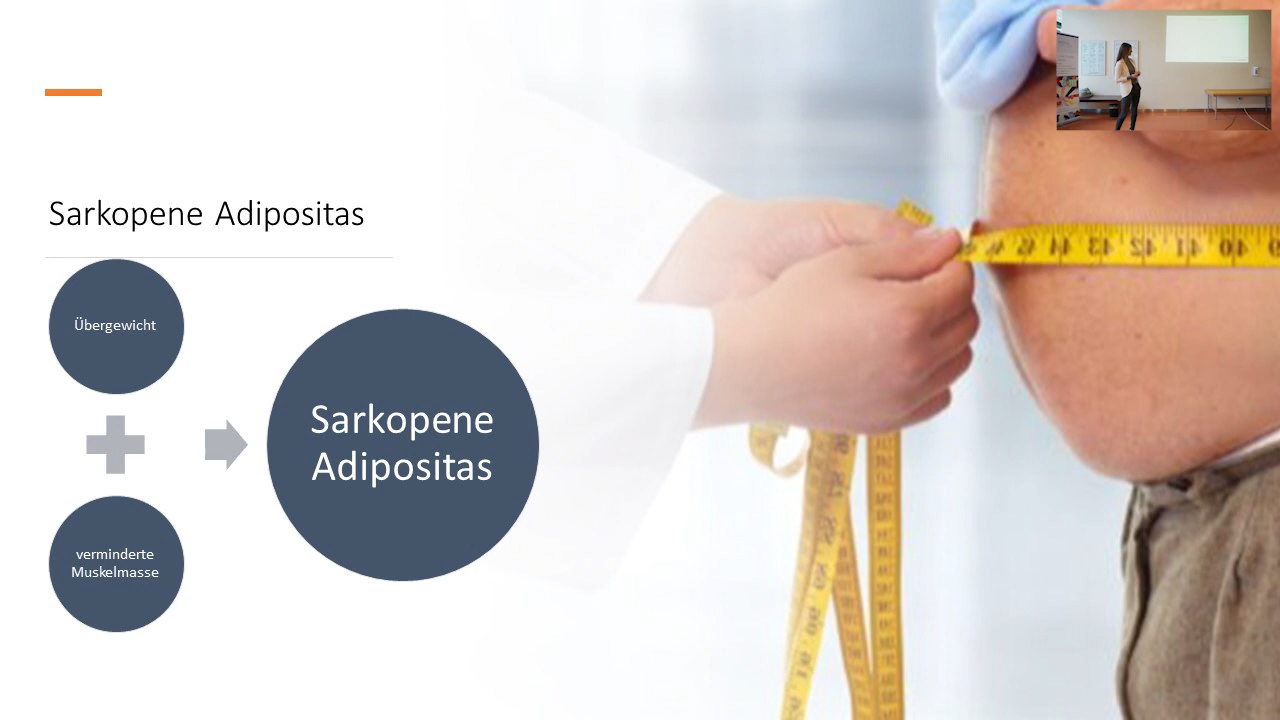 Sarkopene Adipositas
Übergewicht
verminderte
Muskelmasse
Sarkopene
Adipositas